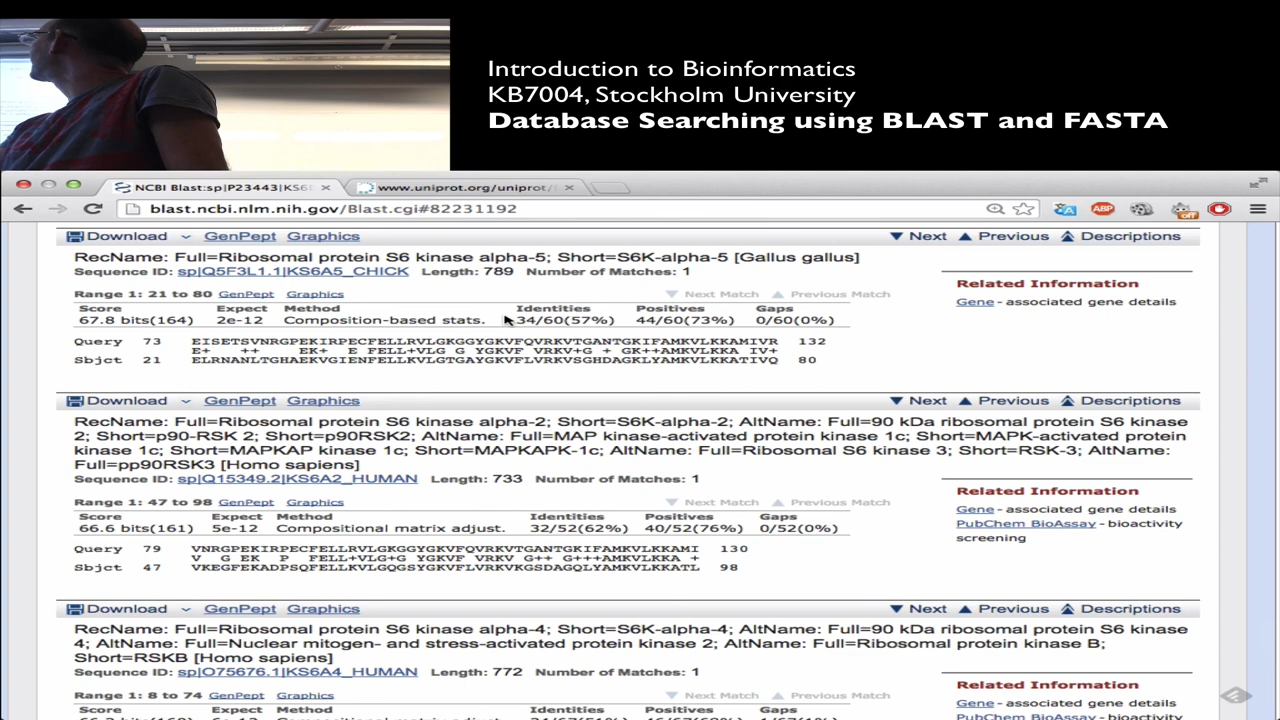 Introduction to Bioinformatics
KB7004, Stockholm University
Database Searching using BLAST and FASTA
NCBI Blast:sp|P23443|KS6 www.uniprot.org/uniprot/
blast.ncbi.nlm.nih.gov/Blast.cgi#82231192
ABP off
Download GenPept Graphics Next Previous Descriptions
RecName: Full=Ribosomal protein S6 kinase alpha-5; Short=S6K-alpha-5 [Gallus gallus]
Sequence ID: sp|Q5F3L1.1|KS6A5_CHICK Length: 789 Number of Matches: 1
Related Information
Gene - associated gene details
Range 1: 21 to 80 GenPept Graphics Next Match Previous Match
Score Expect Method Identities Positives Gaps
67.8 bits(164) 2e-12 Composition-based stats. 34/60(57%) 44/60(73%) 0/60(0%)
Query 73 EISETSVNRGPEKIRPECFELLRVLGKGGYGKVFQVRKVTGANTGKIFAMKVLKKAMIVR 132
E+ ++ EK+ E FELL+VLG G YGKVF VRKV+G + GK++AMKVLKKA IV+
Sbjct 21 ELRNANLTGHAEKVGIENFELLKVLGTGAYGKVFLVRKVSGHDAGKLYAMKVLKKATIVQ 80
Download GenPept Graphics Next Previous Descriptions
RecName: Full=Ribosomal protein S6 kinase alpha-2; Short=S6K-alpha-2; AltName: Full=90 kDa ribosomal protein S6 kinase
2; Short=p90-RSK 2; Short=p90RSK2; AltName: Full=MAP kinase-activated protein kinase 1c; Short=MAPK-activated protein
kinase 1c; Short=MAPKAP kinase 1c; Short=MAPKAPK-1c; AltName: Full=Ribosomal S6 kinase 3; Short=RSK-3; AltName:
Full=pp90RSK3 [Homo sapiens]
Sequence ID: sp|Q15349.2|KS6A2_HUMAN Length: 733 Number of Matches: 1
Related Information
Gene - associated gene details
PubChem BioAssay - bioactivity
screening
Range 1: 47 to 98 GenPept Graphics Next Match Previous Match
Score Expect Method Identities Positives Gaps
66.6 bits(161) 5e-12 Compositional matrix adjust. 32/52(62%) 40/52(76%) 0/52(0%)
Query 79 VNRGPEKIRPECFELLRVLGKGGYGKVFQVRKVTGANTGKIFAMKVLKKAMI 130
V G EK P FELL+VLG+G YGKVF VRKV G++ G+++AMKVLKKA +
Sbjct 47 VKEGFEKADPSQFELLKVLGQGSYGKVFLVRKVKGSDAGQLYAMKVLKKATL 98
Download GenPept Graphics Next Previous Descriptions
RecName: Full=Ribosomal protein S6 kinase alpha-4; Short=S6K-alpha-4; AltName: Full=90 kDa ribosomal protein S6 kinase
4; AltName: Full=Nuclear mitogen- and stress-activated protein kinase 2; AltName: Full=Ribosomal protein kinase B;
Short=RSKB [Homo sapiens]
Sequence ID: sp|O75676.1|KS6A4_HUMAN Length: 772 Number of Matches: 1
Related Information
Range 1: 8 to 74 GenPept Graphics Next Match Previous Match
Gene - associated gene details
Score Expect Method Identities Positives Gaps
PubChem BioAssay - bioactivity